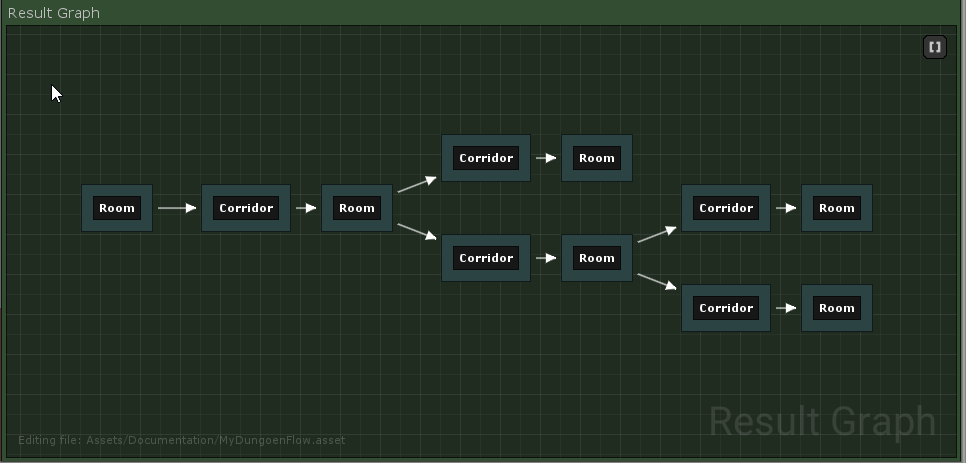 Result Graph
[]
Corridor
Room
Room
Corridor
Room
Corridor
Room
Corridor
Room
Corridor
Room
Result Graph
Editing file: Assets/Documentation/MyDungoenFlow.asset